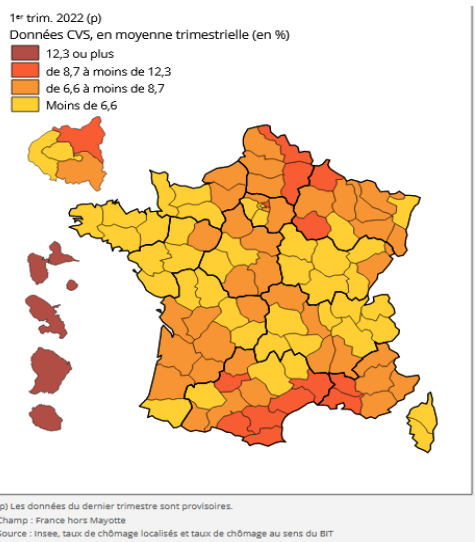 1er trim. 2022 (p)
Données CVS, en moyenne trimestrielle (en %)
12,3 ou plus
de 8,7 à moins de 12,3
de 6,6 à moins de 8,7
Moins de 6,6
p) Les données du dernier trimestre sont provisoires.
Champ : France hors Mayotte
Source : Insee, taux de chômage localisés et taux de chômage au sens du BIT